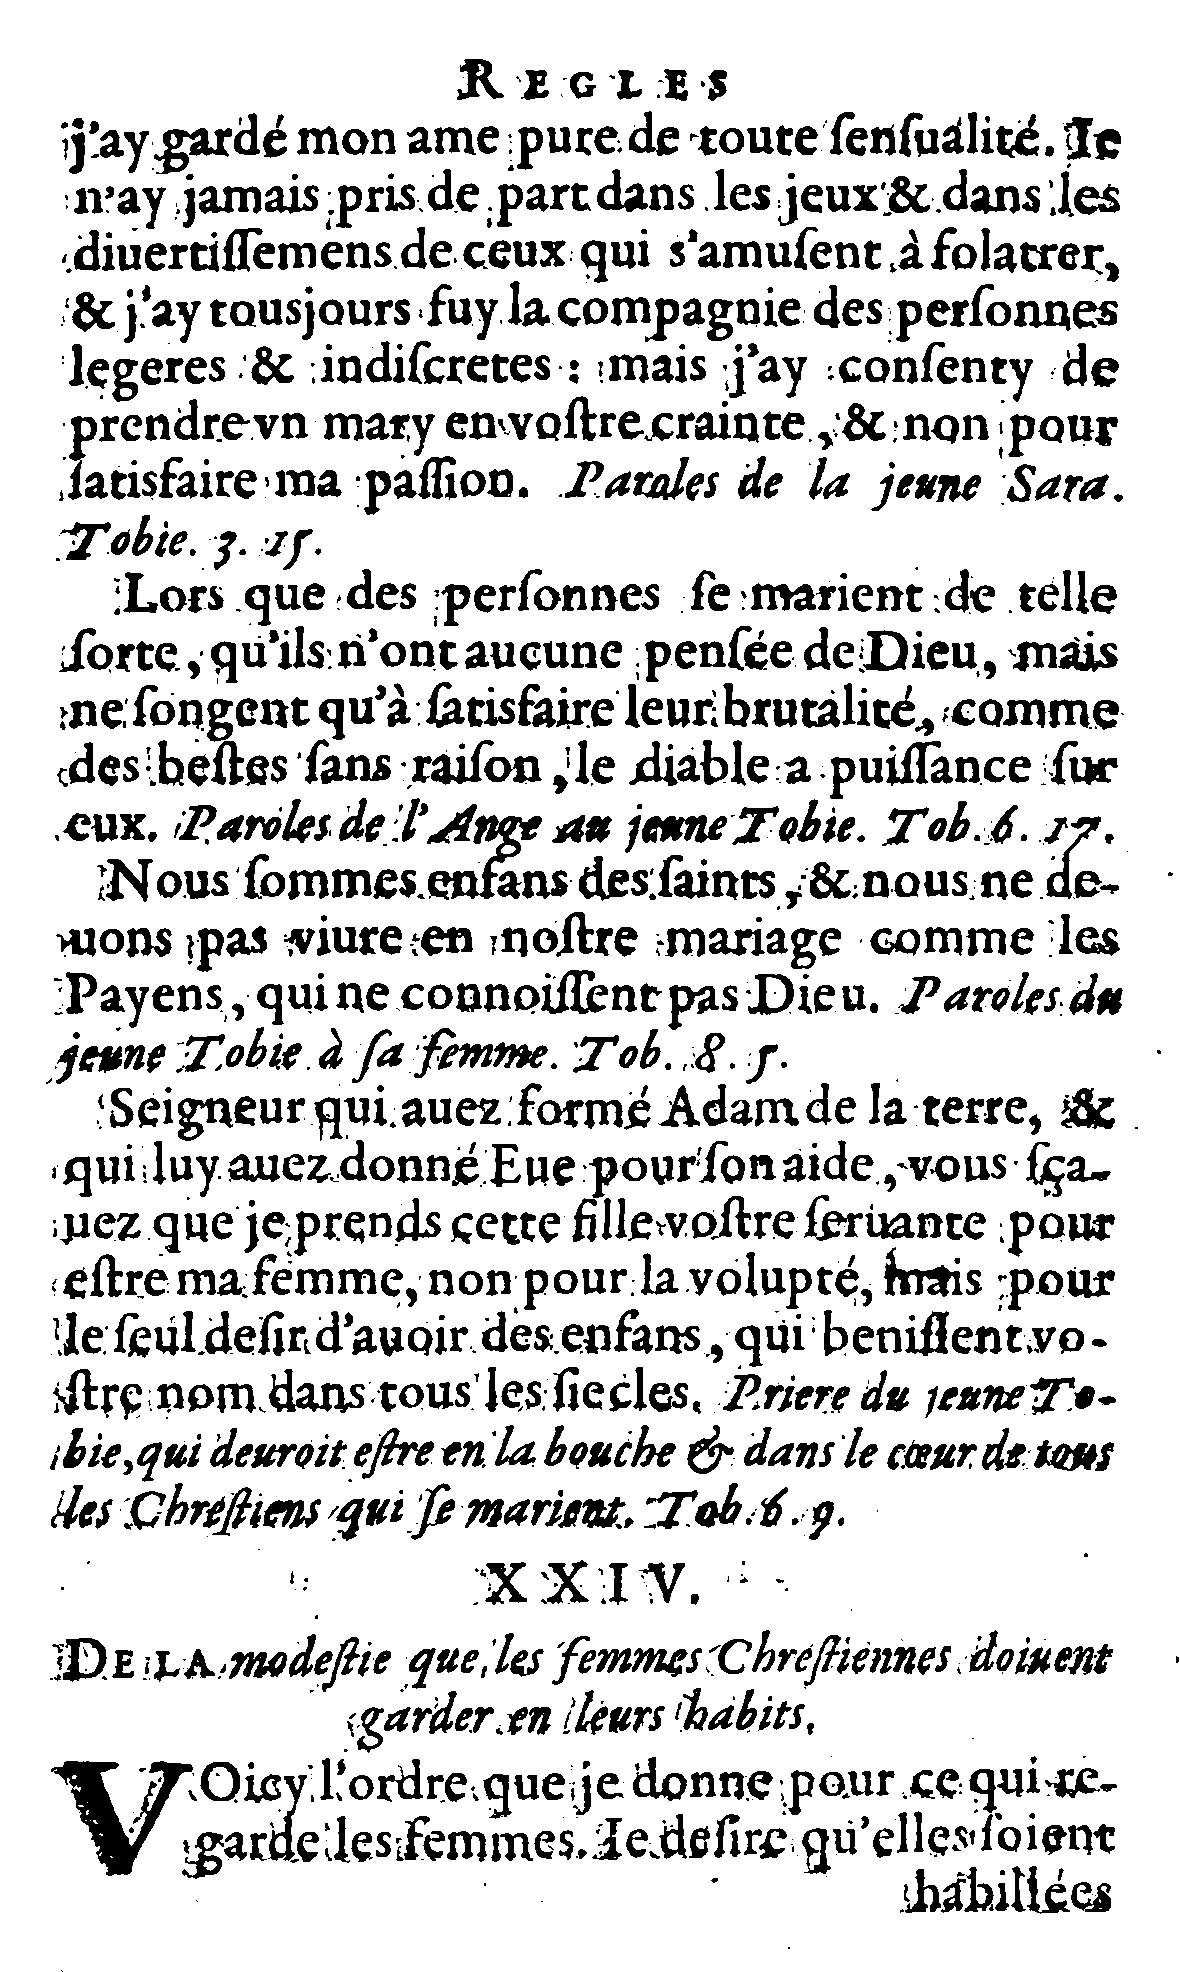 REGLES
j'ay gardé mon ame pure de toute ſenſualité. Ie
n'ay jamais pris de part dans les jeux & dans les
diuertiſſemens de ceux qui s'amuſent à folatrer,
& j'ay tousjours fuy la compagnie des perſonnes
legeres & indiſcretes : mais j'ay conſenty de
prendre vn mary en voſtre crainte, & non pour
ſatisfaire ma paſſion. Paroles de la jeune Sara.
Tobie. 3. 15.
Lors que des perſonnes ſe marient de telle
ſorte, qu'ils n'ont aucune penſée de Dieu, mais
ne ſongent qu'à ſatisfaire leur brutalité, comme
des beſtes ſans raiſon, le diable a puiſſance ſur
eux. Paroles de l'Ange au jeune Tobie. Tob. 6. 17.
Nous ſommes enfans des ſaints, & nous ne de-
uons pas viure en noſtre mariage comme les
Payens, qui ne connoiſſent pas Dieu. Paroles du
jeune Tobie à ſa femme. Tob. 8. 5.
Seigneur qui auez formé Adam de la terre, &
qui luy auez donné Eue pour ſon aide, vous ſça-
uez que je prends cette fille voſtre ſeruante pour
eſtre ma femme, non pour la volupté, mais pour
le ſeul deſir d'auoir des enfans, qui beniſſent vo-
ſtre nom dans tous les ſiecles. Priere du jeune To-
bie, qui deuroit eſtre en la bouche & dans le cœur de tous
les Chreſtiens qui ſe marient. Tob. 6. 9.
XXIV.
DE LA modeſtie que les femmes Chreſtiennes doiuent
garder en leurs habits.
VOicy l'ordre que je donne pour ce qui re-
garde les femmes. Ie deſire qu'elles ſoient
habillées